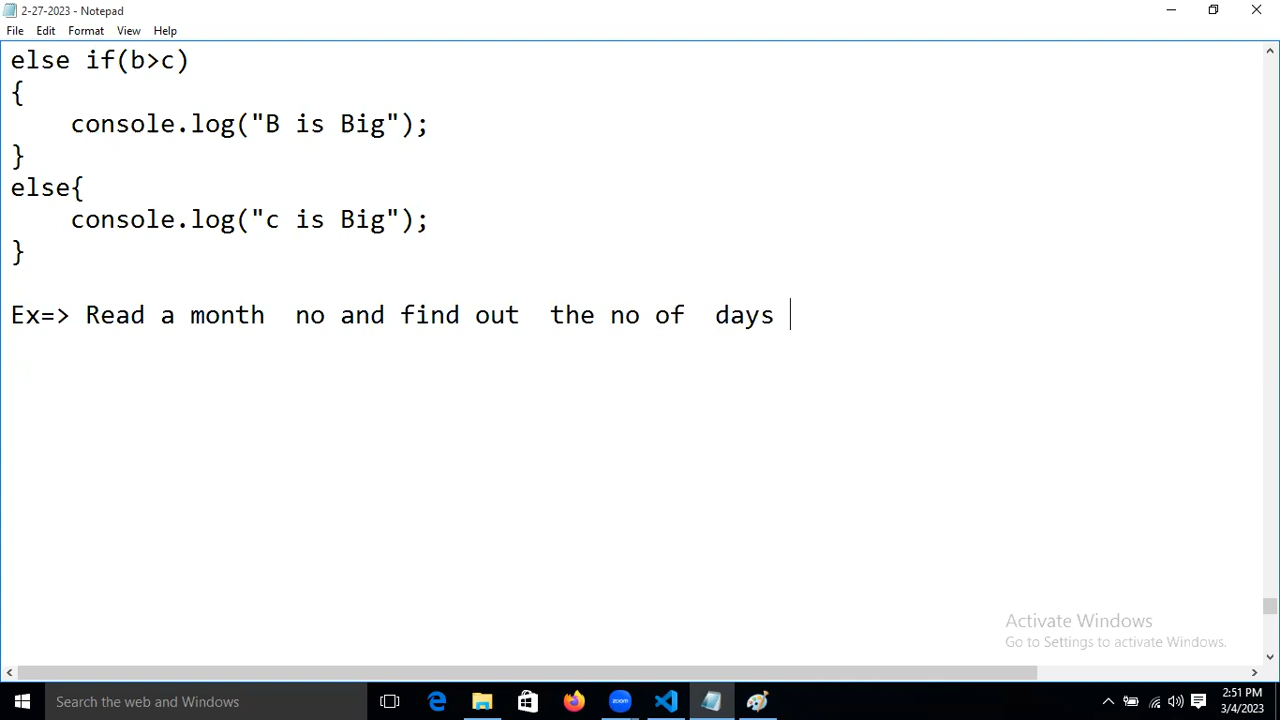 2-27-2023 - Notepad
File Edit Format View Help
else if(b>c)
{
    console.log("B is Big");
}
else{
    console.log("c is Big");
}
Ex=> Read a month  no and find out  the no of  days
Activate Windows
Go to Settings to activate Windows.
Search the web and Windows
zoom
2:51 PM
3/4/2023